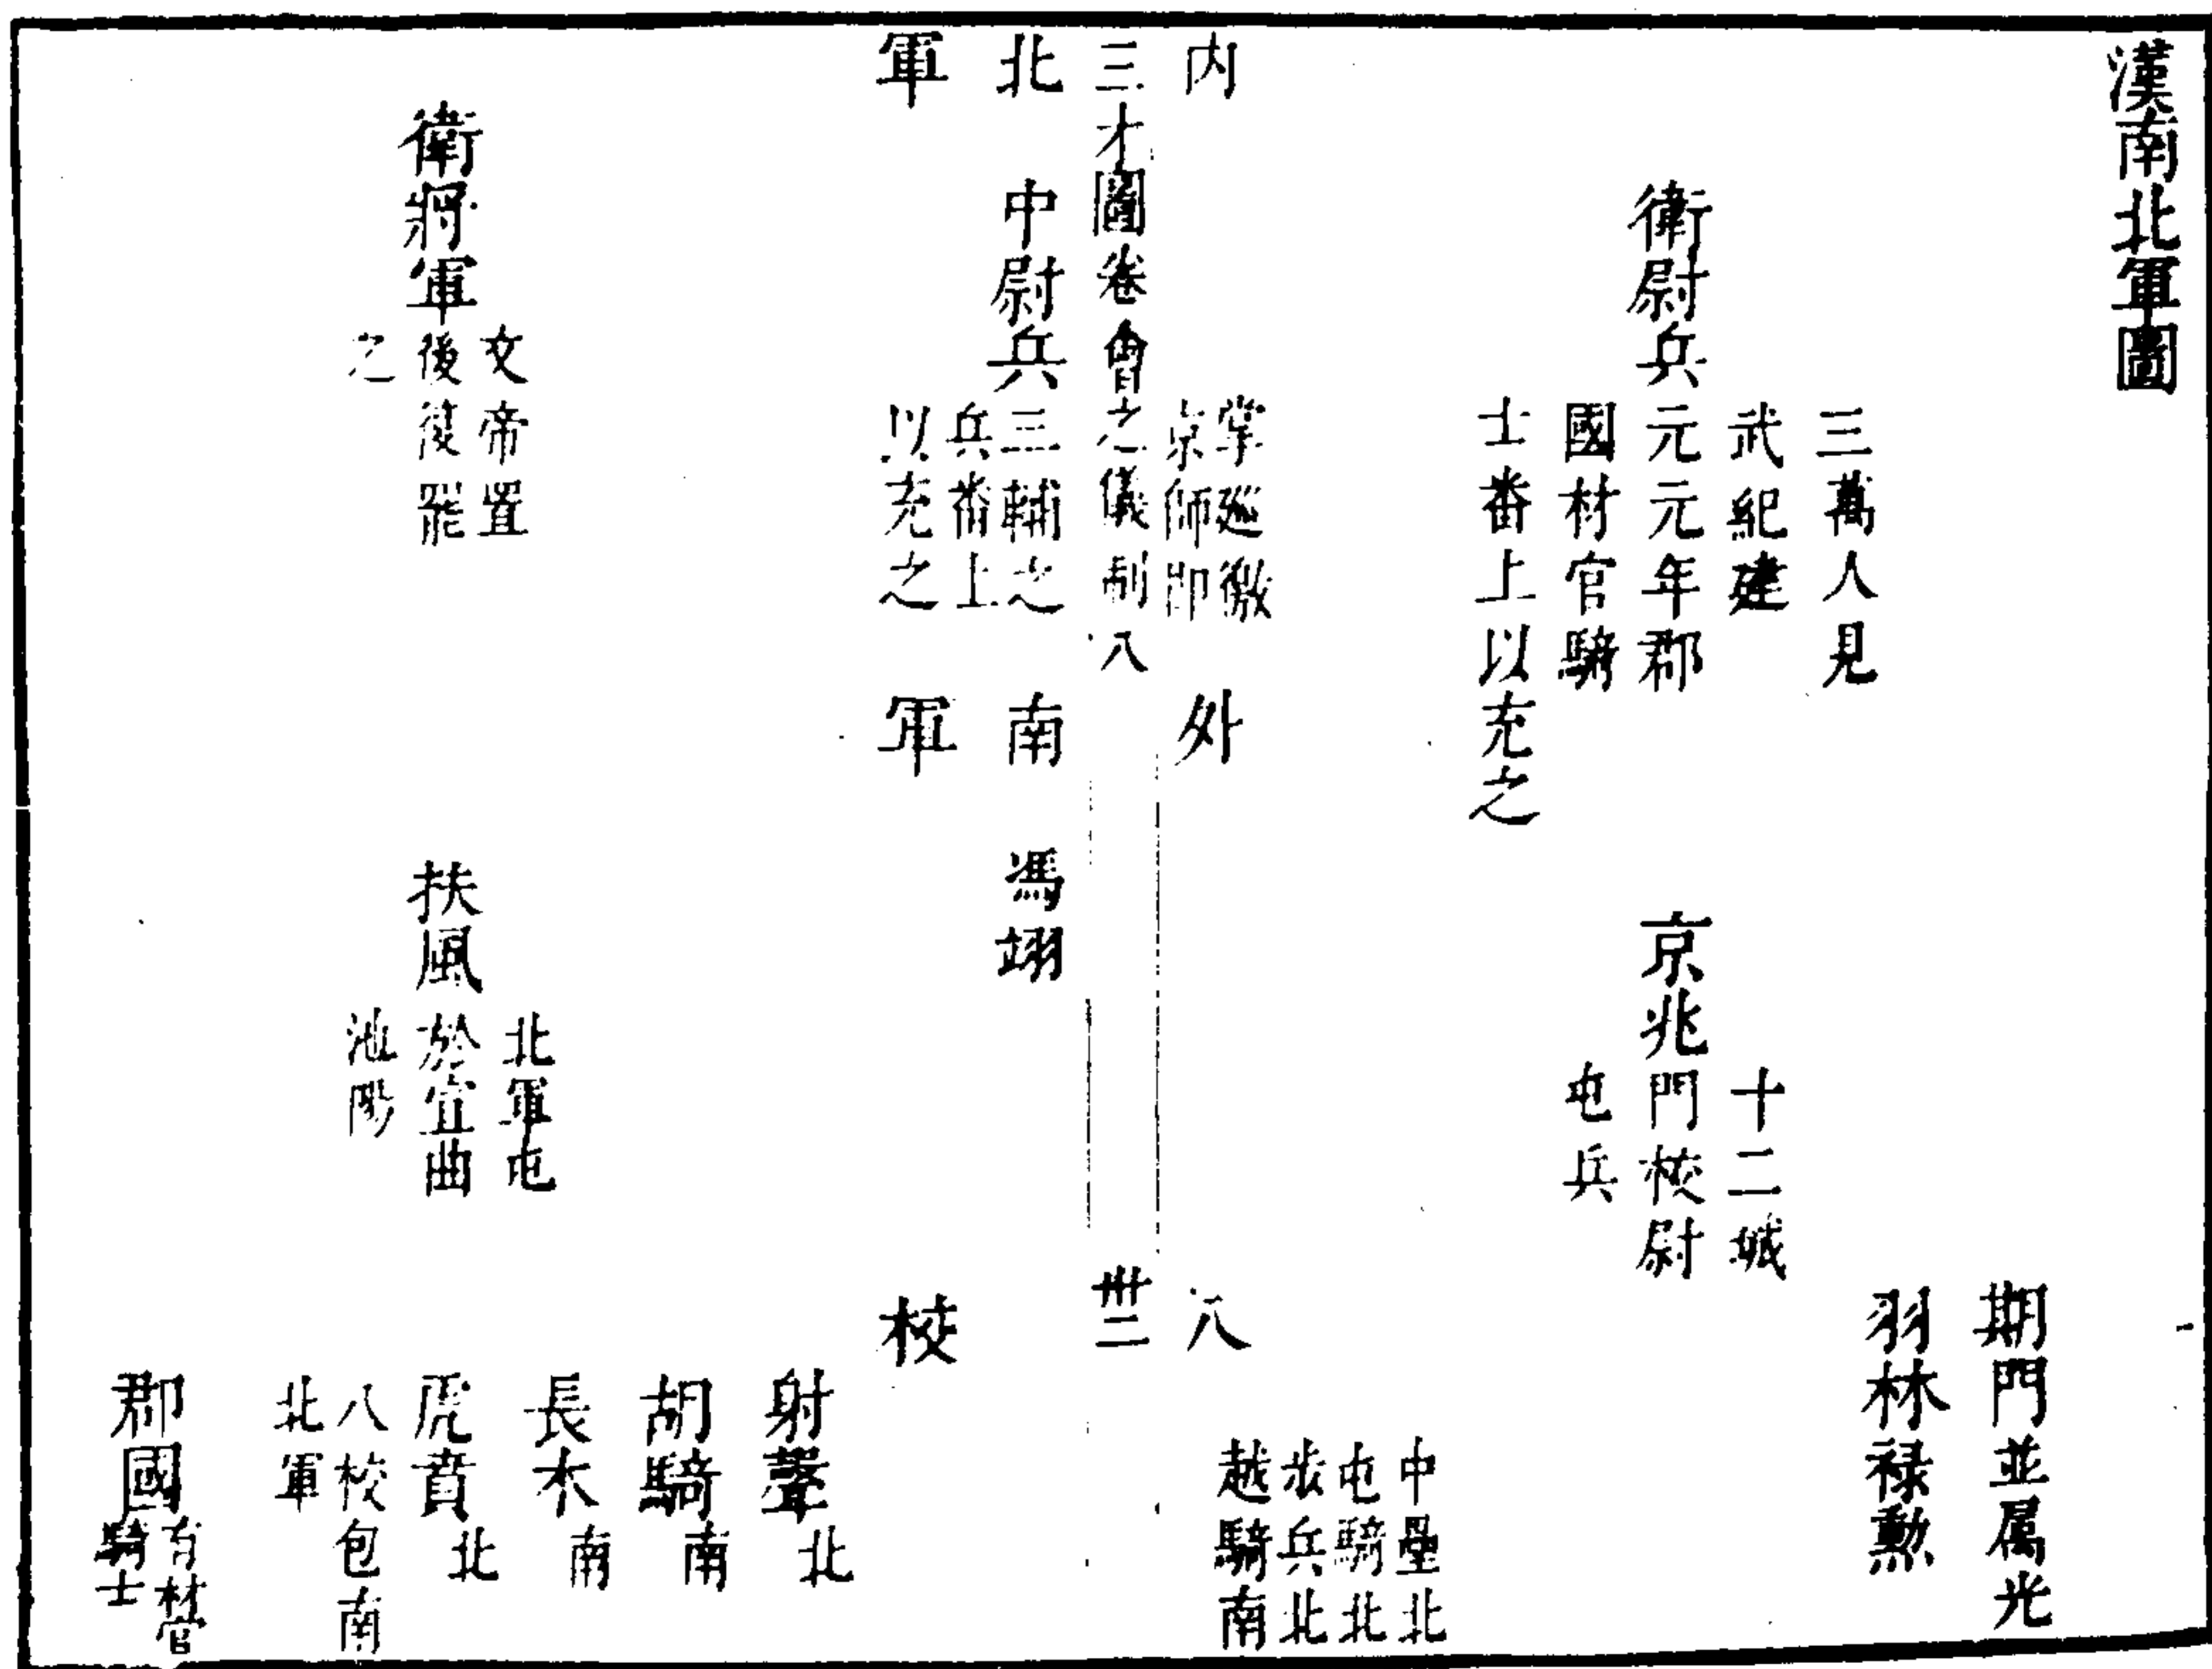 漢南北軍圖
衛尉兵
三萬人見
武紀建
元元年郡
國材官騎
士番上以充之
京兆
十二城
門校尉
屯兵
期門並屬光
羽林禄勲
內
掌巡徼
京師卽
外
八
中壘北
屯騎北
步兵北
越騎南
三才圖會
儀制八卷之
卅二
北
軍
中尉兵
三輔之
兵番上
以充之
南
軍
馮翊
校
射聲北
胡騎南
長水南
虎賁北
八校包南
北軍
衛將軍
文帝置
後復罷
之
扶風
北軍屯
於宜曲
池陽
郡國
有材官
騎士